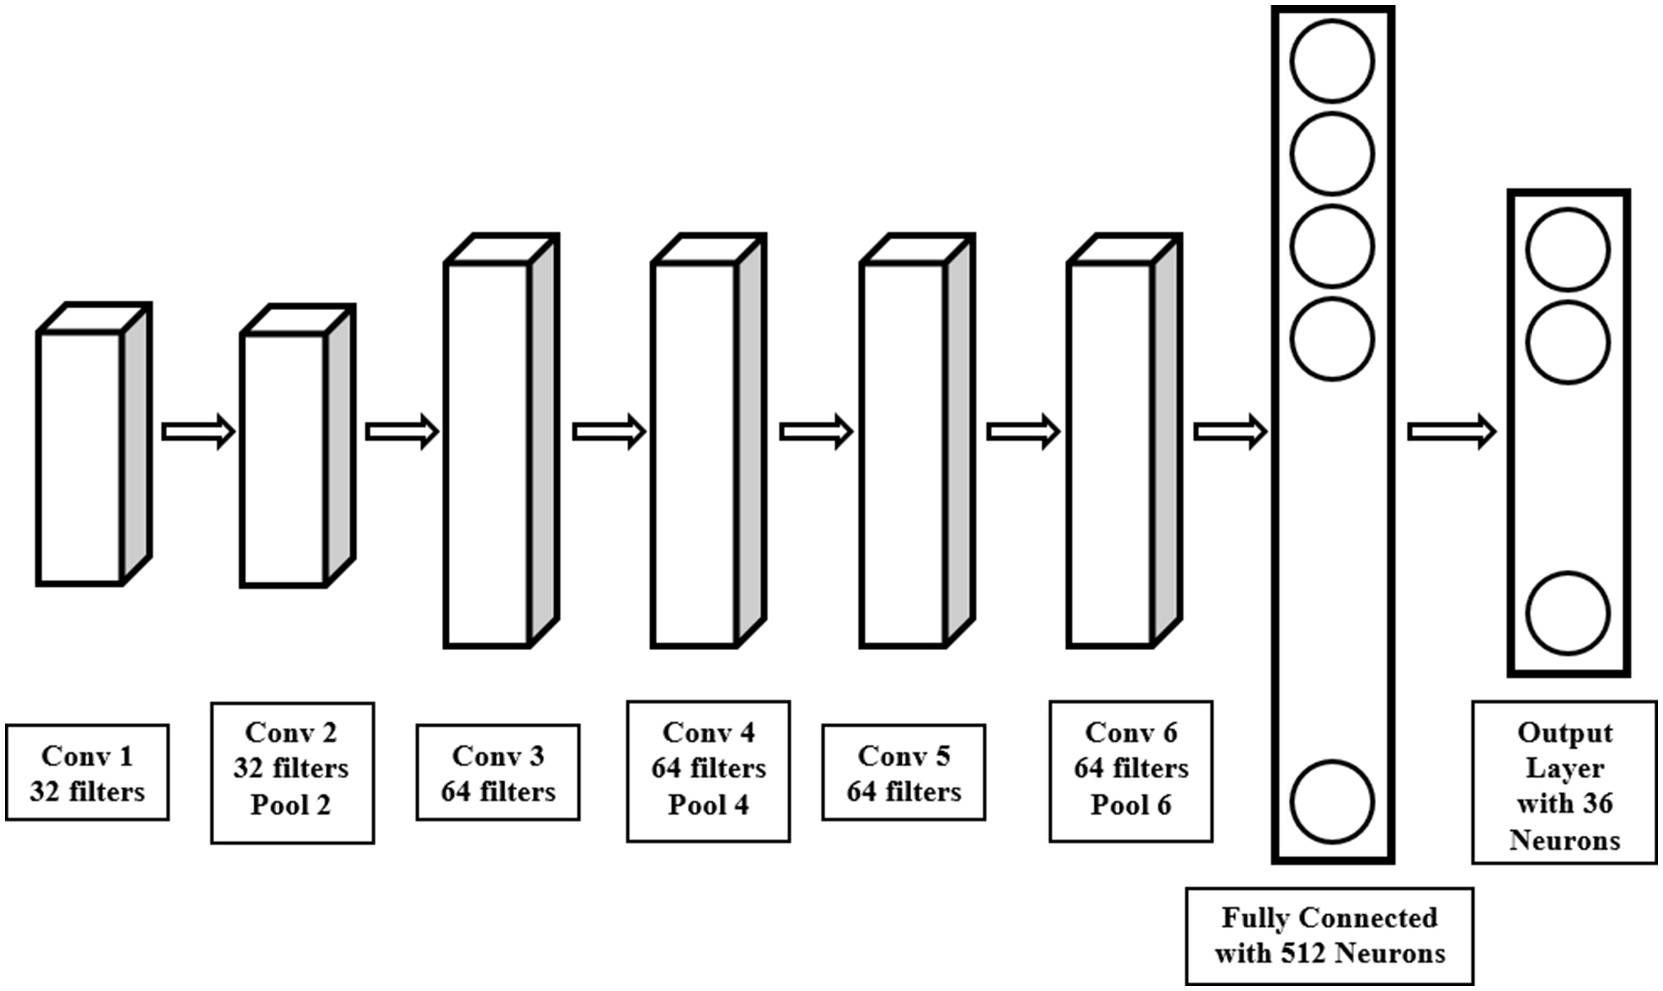 Conv 1
32 filters
Conv 2
32 filters
Pool 2
Conv 3
64 filters
Conv 4
64 filters
Pool 4
Conv 5
64 filters
Conv 6
64 filters
Pool 6
Fully Connected
with 512 Neurons
Output
Layer
with 36
Neurons